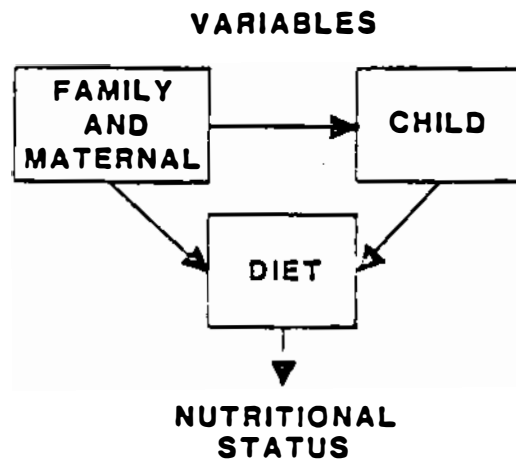 VARIABLES
FAMILY
AND
MATERNAL
CHILD
DIET
NUTRITIONAL
STATUS